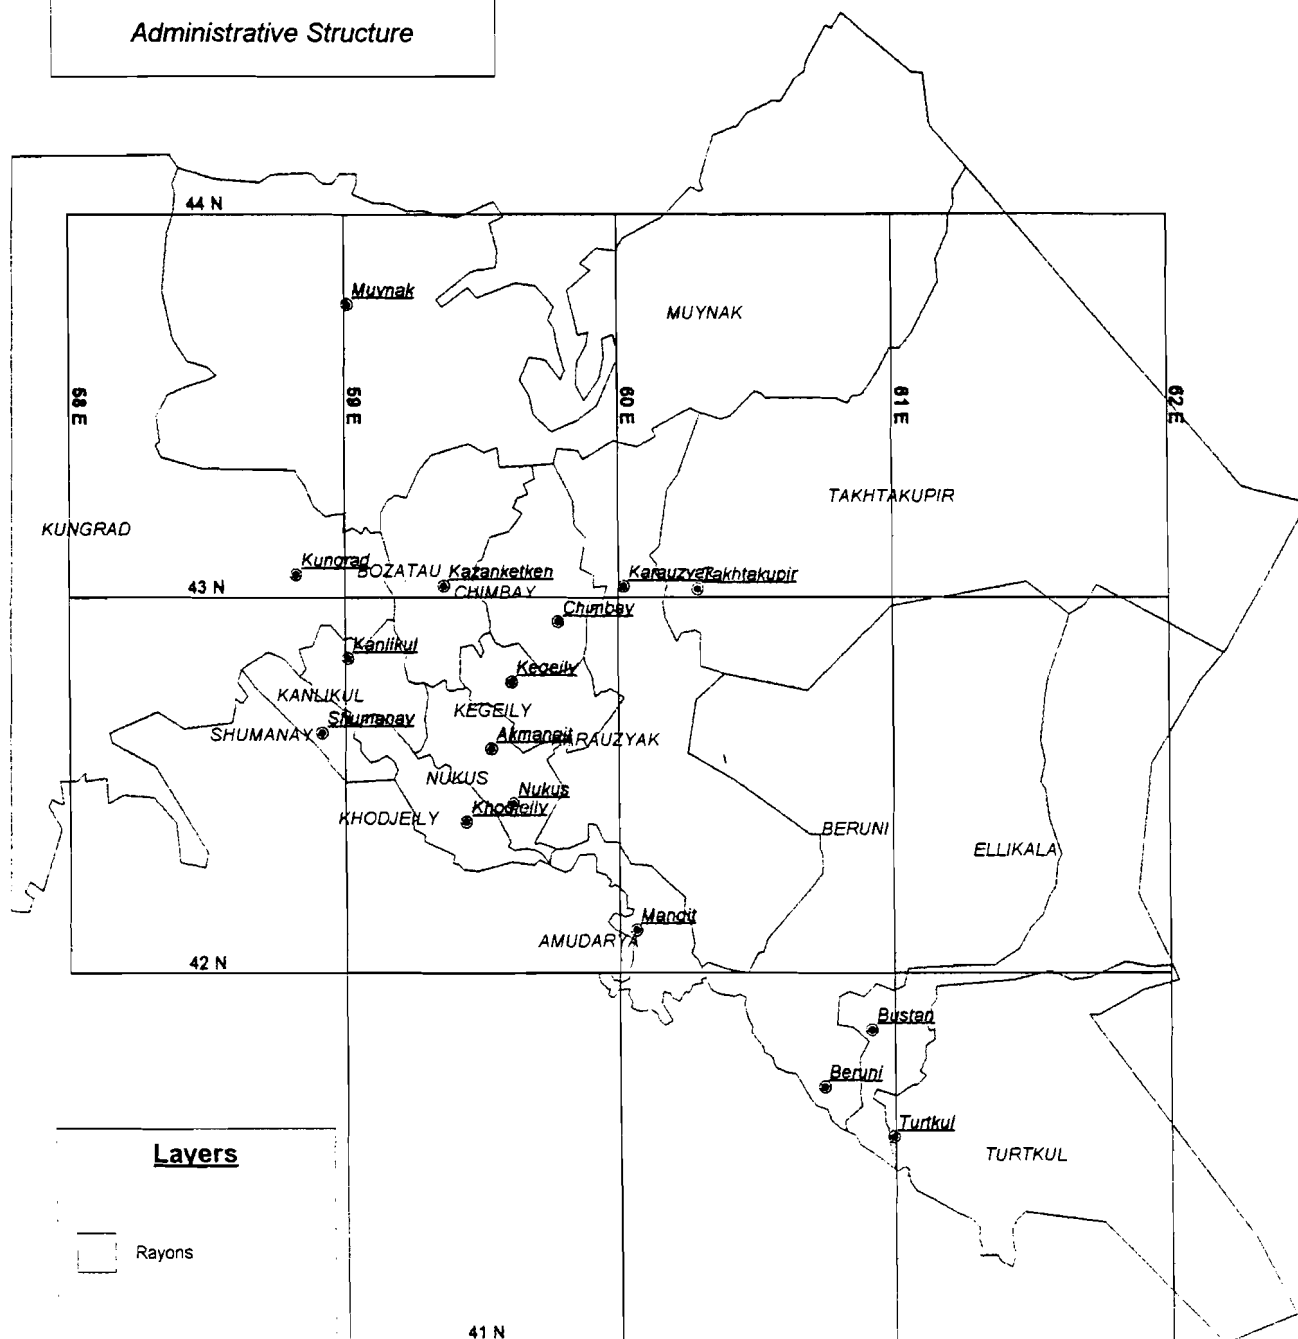 Administrative Structure
44 N
Muynak
MUYNAK
58 E
59 E
60 E
61 E
62 E
TAKHTAKUPIR
KUNGRAD
Kungrad
BOZATAU
Kazanketken
Karauzyak
Takhtakupir
43 N
CHIMBAY
Chimbay
Kanlikul
Kegeily
KANLIKUL
KEGEILY
Shumanay
SHUMANAY
Akmangit
KARAUZYAK
NUKUS
Nukus
Khodjeily
KHODJEILY
BERUNI
ELLIKALA
Mangit
AMUDARYA
42 N
Bustan
Beruni
Turtkul
TURTKUL
Layers
Rayons
41 N